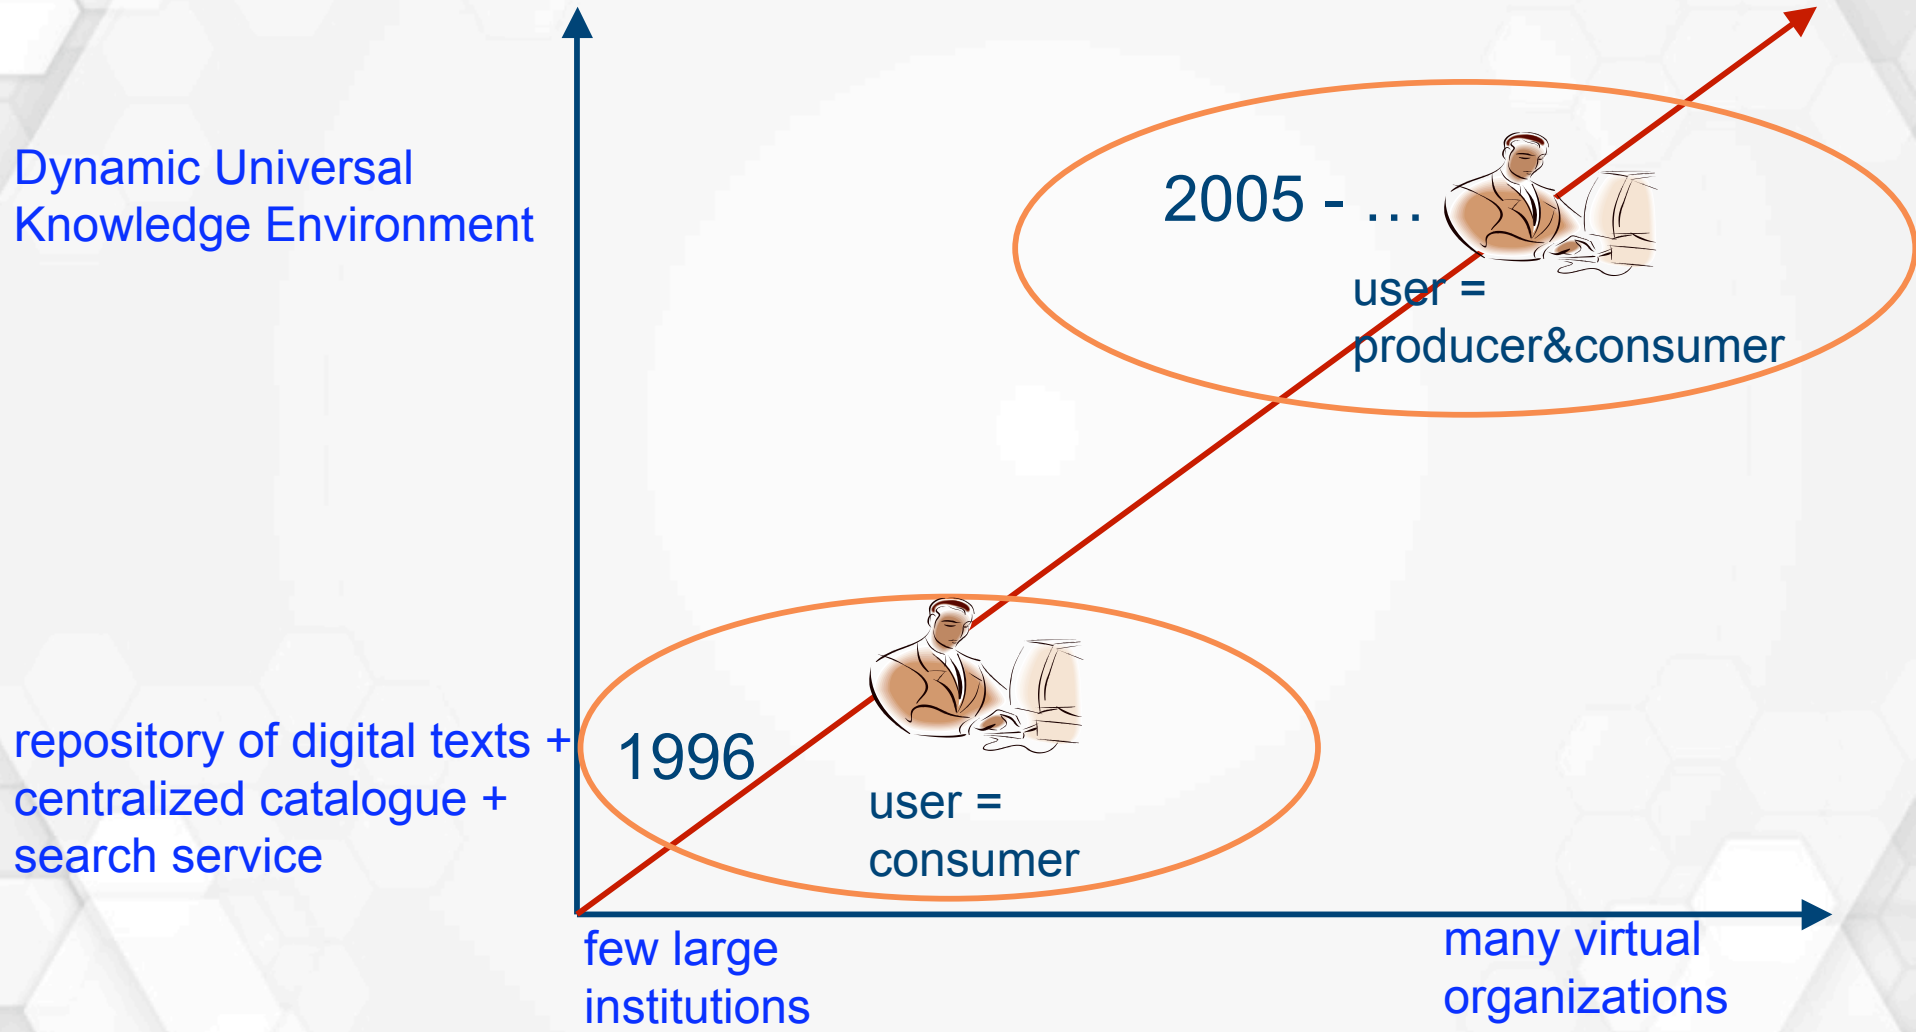 Dynamic Universal
Knowledge Environment
2005 - …
user =
producer&consumer
repository of digital texts +
centralized catalogue +
search service
1996
user =
consumer
few large
institutions
many virtual
organizations